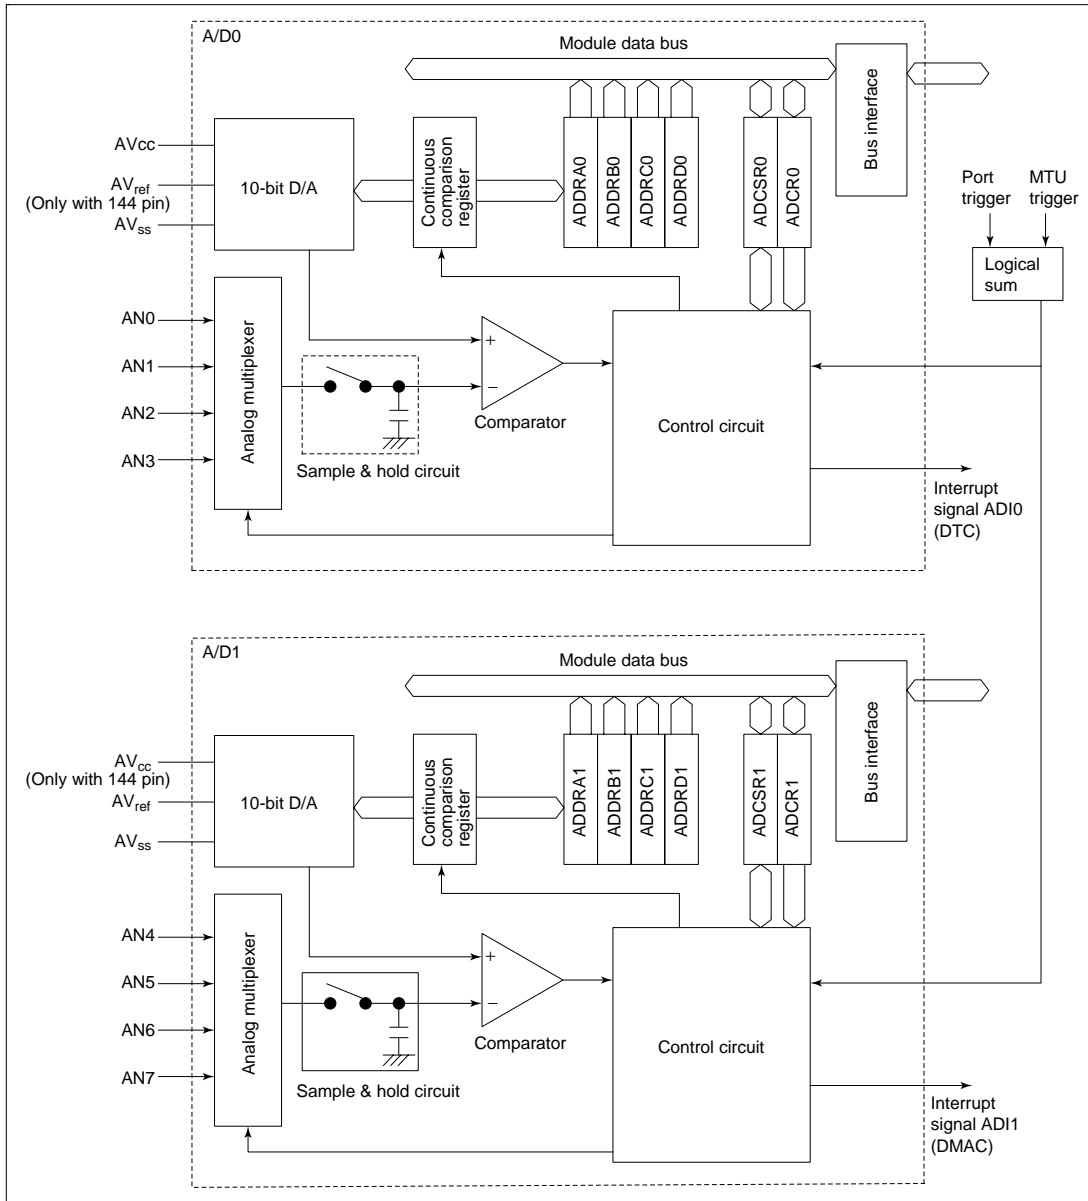 A/D0
Module data bus
Bus interface
AVcc
AVref
(Only with 144 pin)
AVss
10-bit D/A
Continuous
comparison
register
ADDRA0
ADDRB0
ADDRC0
ADDRD0
ADCSR0
ADCR0
Port
trigger
MTU
trigger
Logical
sum
AN0
AN1
AN2
AN3
Analog multiplexer
+
−
Comparator
Sample & hold circuit
Control circuit
Interrupt
signal ADI0
(DTC)
A/D1
Module data bus
Bus interface
AVcc
(Only with 144 pin)
AVref
AVss
10-bit D/A
Continuous
comparison
register
ADDRA1
ADDRB1
ADDRC1
ADDRD1
ADCSR1
ADCR1
AN4
AN5
AN6
AN7
Analog multiplexer
+
−
Comparator
Sample & hold circuit
Control circuit
Interrupt
signal ADI1
(DMAC)